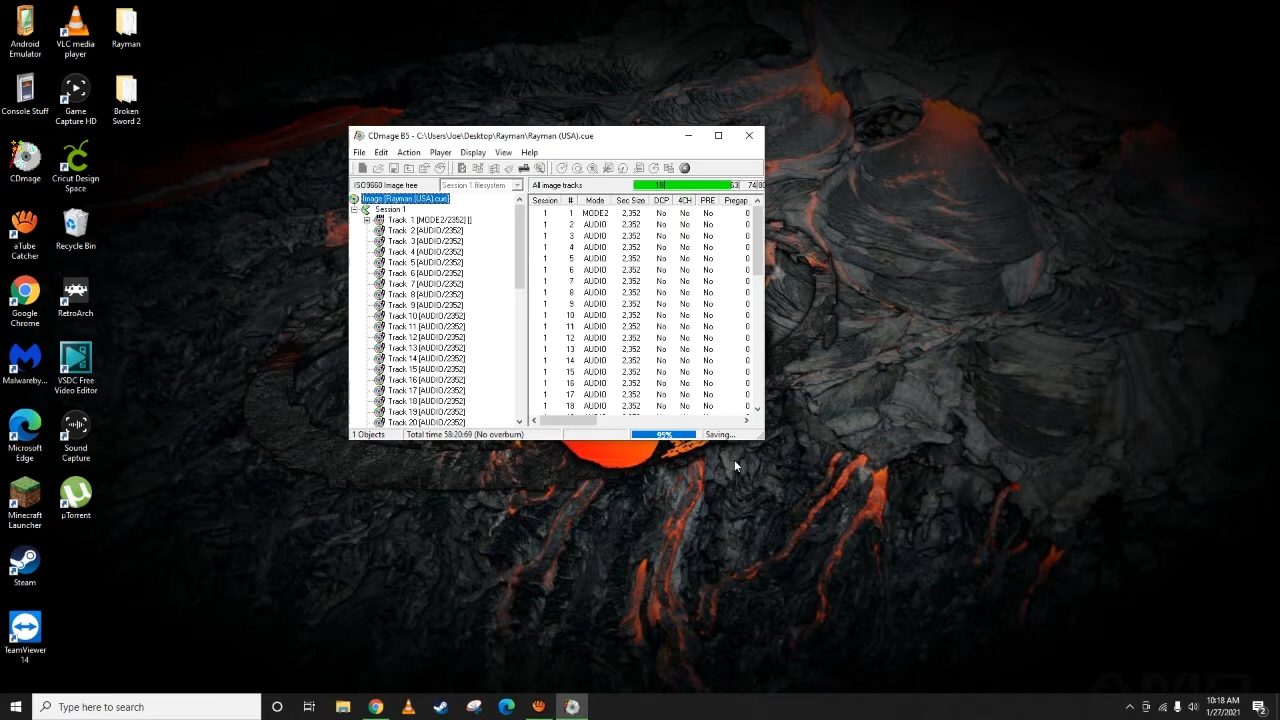 Android
Emulator
VLC media
player
Rayman
Console Stuff
Game
Capture HD
Broken
Sword 2
CDmage
Cricut Design
Space
aTube
Catcher
Recycle Bin
Google
Chrome
RetroArch
Malwareby...
VSDC Free
Video Editor
Microsoft
Edge
Sound
Capture
Minecraft
Launcher
µTorrent
Steam
TeamViewer
14
CDmage B5 - C:\Users\Joe\Desktop\Rayman\Rayman (USA).cue
File Edit Action Player Display View Help
ISO9660 Image tree
Session 1 filesystem
All image tracks
18
63
74
80
Image [Rayman (USA).cue]
Session 1
Track 1 [MODE2/2352] []
Track 2 [AUDIO/2352]
Track 3 [AUDIO/2352]
Track 4 [AUDIO/2352]
Track 5 [AUDIO/2352]
Track 6 [AUDIO/2352]
Track 7 [AUDIO/2352]
Track 8 [AUDIO/2352]
Track 9 [AUDIO/2352]
Track 10 [AUDIO/2352]
Track 11 [AUDIO/2352]
Track 12 [AUDIO/2352]
Track 13 [AUDIO/2352]
Track 14 [AUDIO/2352]
Track 15 [AUDIO/2352]
Track 16 [AUDIO/2352]
Track 17 [AUDIO/2352]
Track 18 [AUDIO/2352]
Track 19 [AUDIO/2352]
Track 20 [AUDIO/2352]
Session # Mode Sec Size DCP 4CH PRE Pregap
1 1 MODE2 2,352 No No No 0
1 2 AUDIO 2,352 No No No 0
1 3 AUDIO 2,352 No No No 0
1 4 AUDIO 2,352 No No No 0
1 5 AUDIO 2,352 No No No 0
1 6 AUDIO 2,352 No No No 0
1 7 AUDIO 2,352 No No No 0
1 8 AUDIO 2,352 No No No 0
1 9 AUDIO 2,352 No No No 0
1 10 AUDIO 2,352 No No No 0
1 11 AUDIO 2,352 No No No 0
1 12 AUDIO 2,352 No No No 0
1 13 AUDIO 2,352 No No No 0
1 14 AUDIO 2,352 No No No 0
1 15 AUDIO 2,352 No No No 0
1 16 AUDIO 2,352 No No No 0
1 17 AUDIO 2,352 No No No 0
1 18 AUDIO 2,352 No No No 0
1 Objects
Total time 58:20:69 (No overburn)
95%
Saving...
Type here to search
10:18 AM
1/27/2021
2